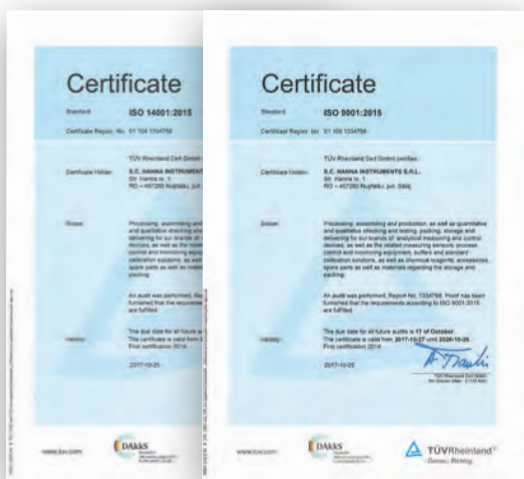 Certificate
Standard ISO 14001:2015
Certificate Registr. No. 01 104 1334798
TÜV Rheinland Cert GmbH
Certificate Holder: S.C. HANNA INSTRUMENTS
Str. Hanna nr. 1
RO – 457260 Nușfalău, jud.
Scope: Processing, assembling and
and qualitative checking and
delivering for our brands of
devices, as well as the related
control and monitoring
calibration solutions, as well
spare parts as well as
packing
An audit was performed,
furnished that the requirements
are fulfilled.
Validity: The due date for all future
The certificate is valid from
First certification 2014
2017-10-25
www.tuv.com
DAkkS
Certificate
Standard ISO 9001:2015
Certificate Registr. No.
TÜV Rheinland Cert GmbH certifies:
Certificate Holder: S.C. HANNA INSTRUMENTS S.R.L.
Str. Hanna nr. 1
RO – 457260 Nușfalău, jud. Sălaj
Scope: Processing, assembling and production, as well as quantitative
and qualitative checking and testing, packing, storage and
delivering for our brands of: analytical measuring and control
devices, as well as the related measuring sensors, process
control and monitoring equipment, buffers and standard
calibration solutions, as well as chemical reagents, accessories,
spare parts as well as materials regarding the storage and
packing
An audit was performed, Report No. 1334798. Proof has been
furnished that the requirements according to ISO 9001:2015
are fulfilled.
Validity: The due date for all future audits is 17 of October.
The certificate is valid from 2017-10-27 until 2020-10-26.
First certification 2014
2017-10-25
TÜV Rheinland Cert GmbH
www.tuv.com
DAkkS
TÜVRheinland®
Genau. Richtig.